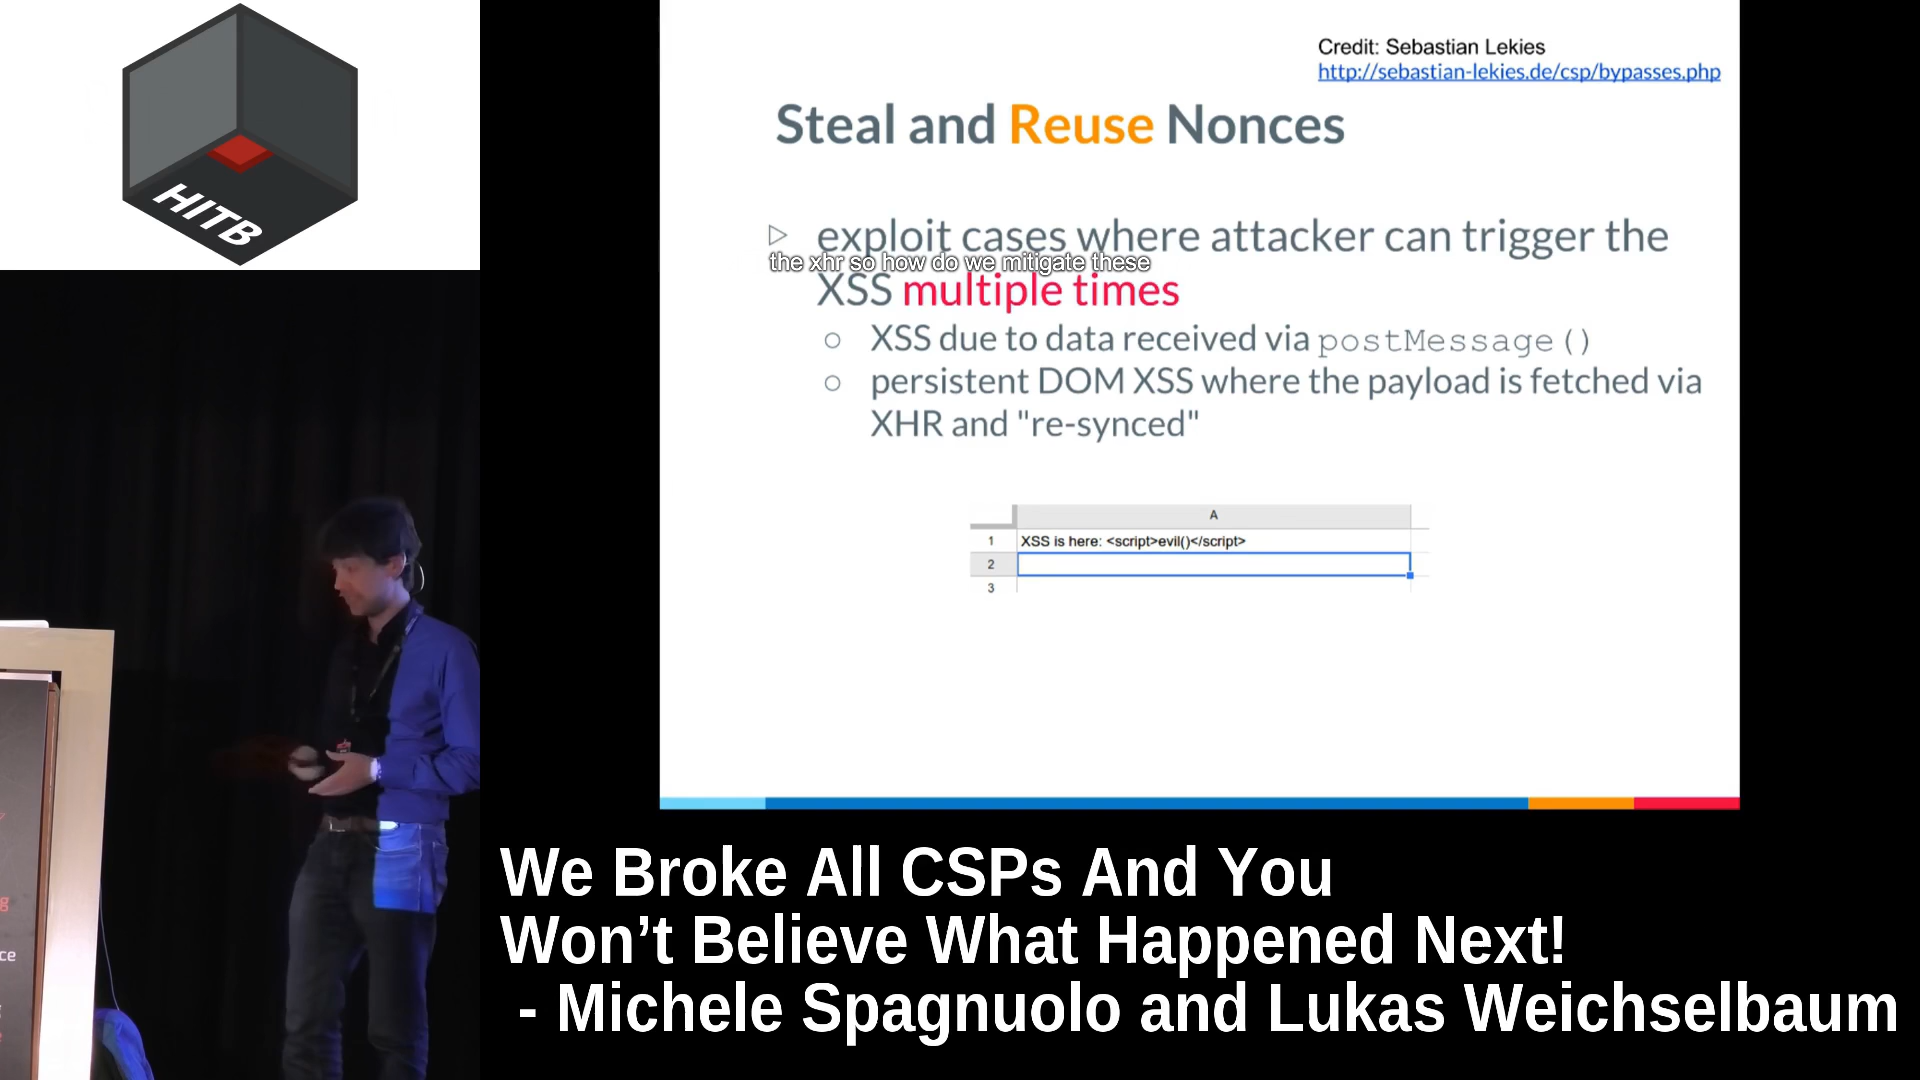 HITB
Credit: Sebastian Lekies
http://sebastian-lekies.de/csp/bypasses.php
Steal and Reuse Nonces
▷ exploit cases where attacker can trigger the
the xhr so how do we mitigate these
XSS multiple times
○ XSS due to data received via postMessage()
○ persistent DOM XSS where the payload is fetched via
XHR and "re-synced"
A
1 XSS is here: <script>evil()</script>
2
3
We Broke All CSPs And You
Won’t Believe What Happened Next!
- Michele Spagnuolo and Lukas Weichselbaum